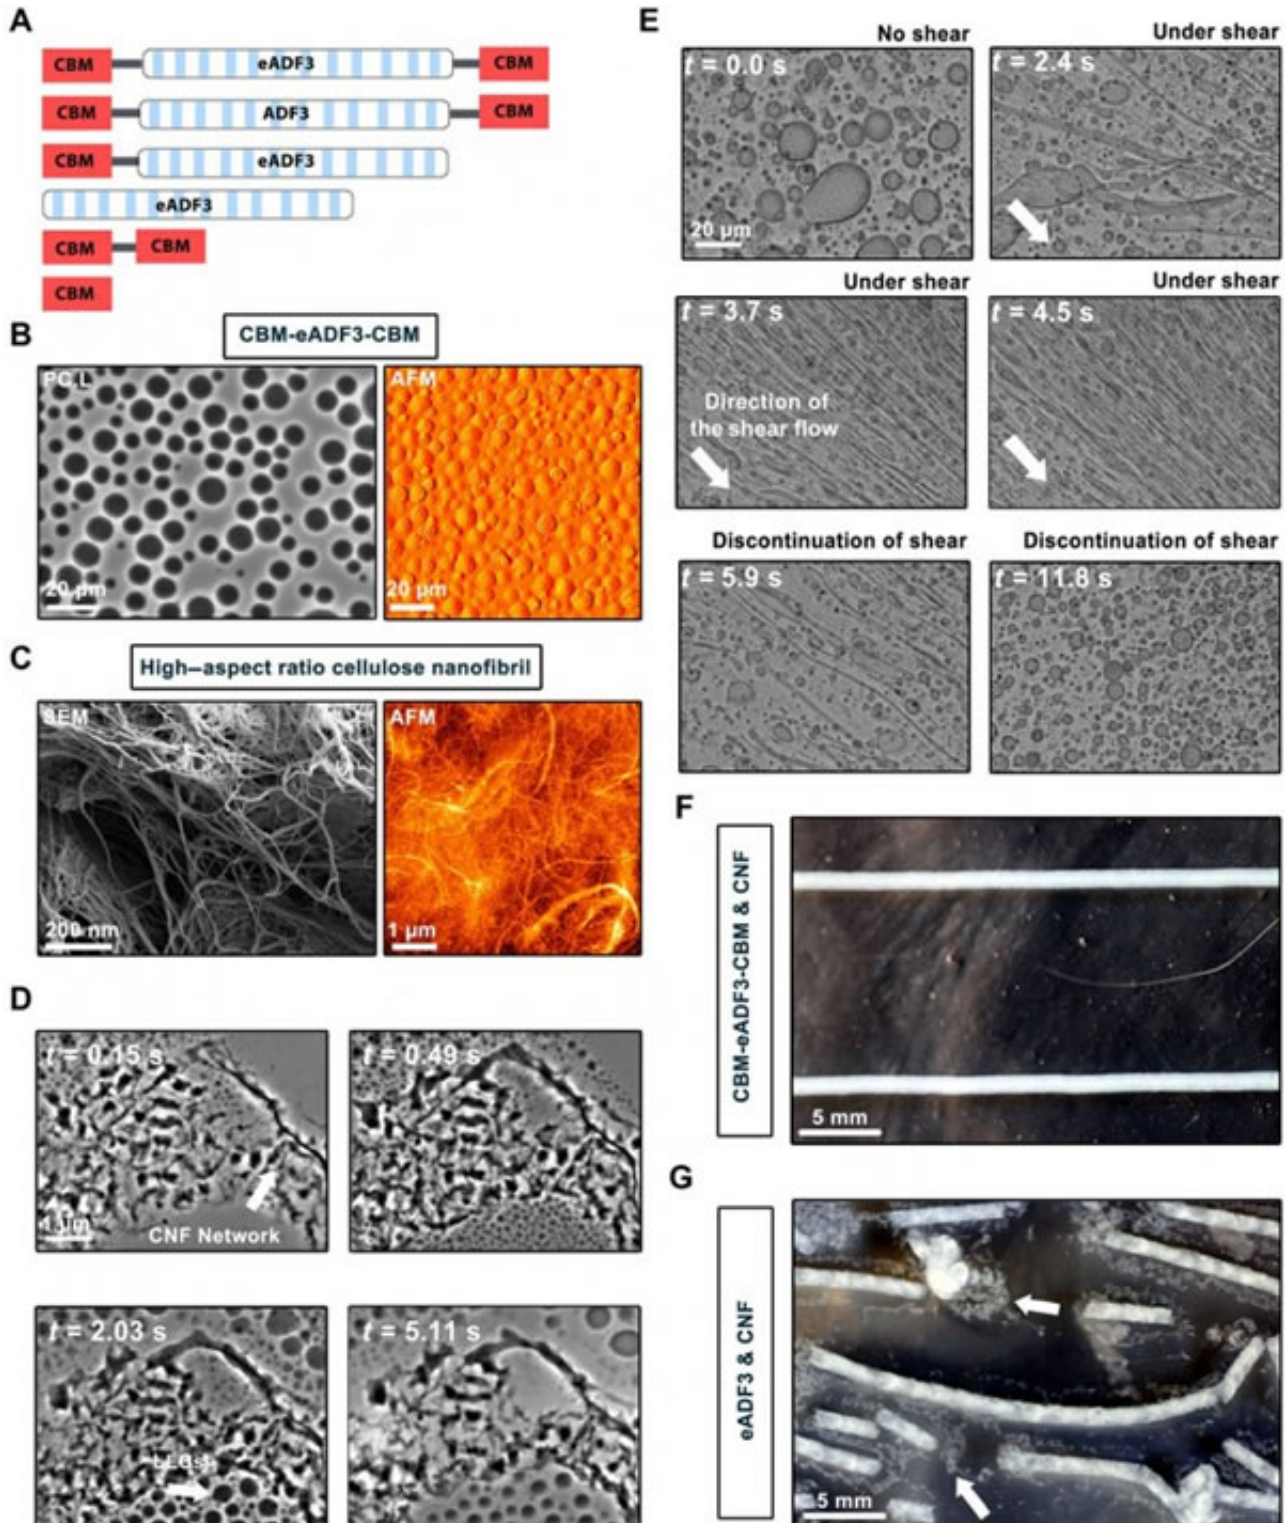 A
CBM eADF3 CBM
CBM ADF3 CBM
CBM eADF3
eADF3
CBM CBM
CBM
B
CBM-eADF3-CBM
PC.L
20 µm
AFM
20 µm
C
High–aspect ratio cellulose nanofibril
SEM
200 nm
AFM
1 µm
D
t = 0.15 s
CNF Network
t = 0.49 s
t = 2.03 s
t = 5.11 s
E
No shear
t = 0.0 s
20 µm
Under shear
t = 2.4 s
Under shear
t = 3.7 s
Direction of
the shear flow
Under shear
t = 4.5 s
Discontinuation of shear
t = 5.9 s
Discontinuation of shear
t = 11.8 s
F
CBM-eADF3-CBM & CNF
5 mm
G
eADF3 & CNF
5 mm